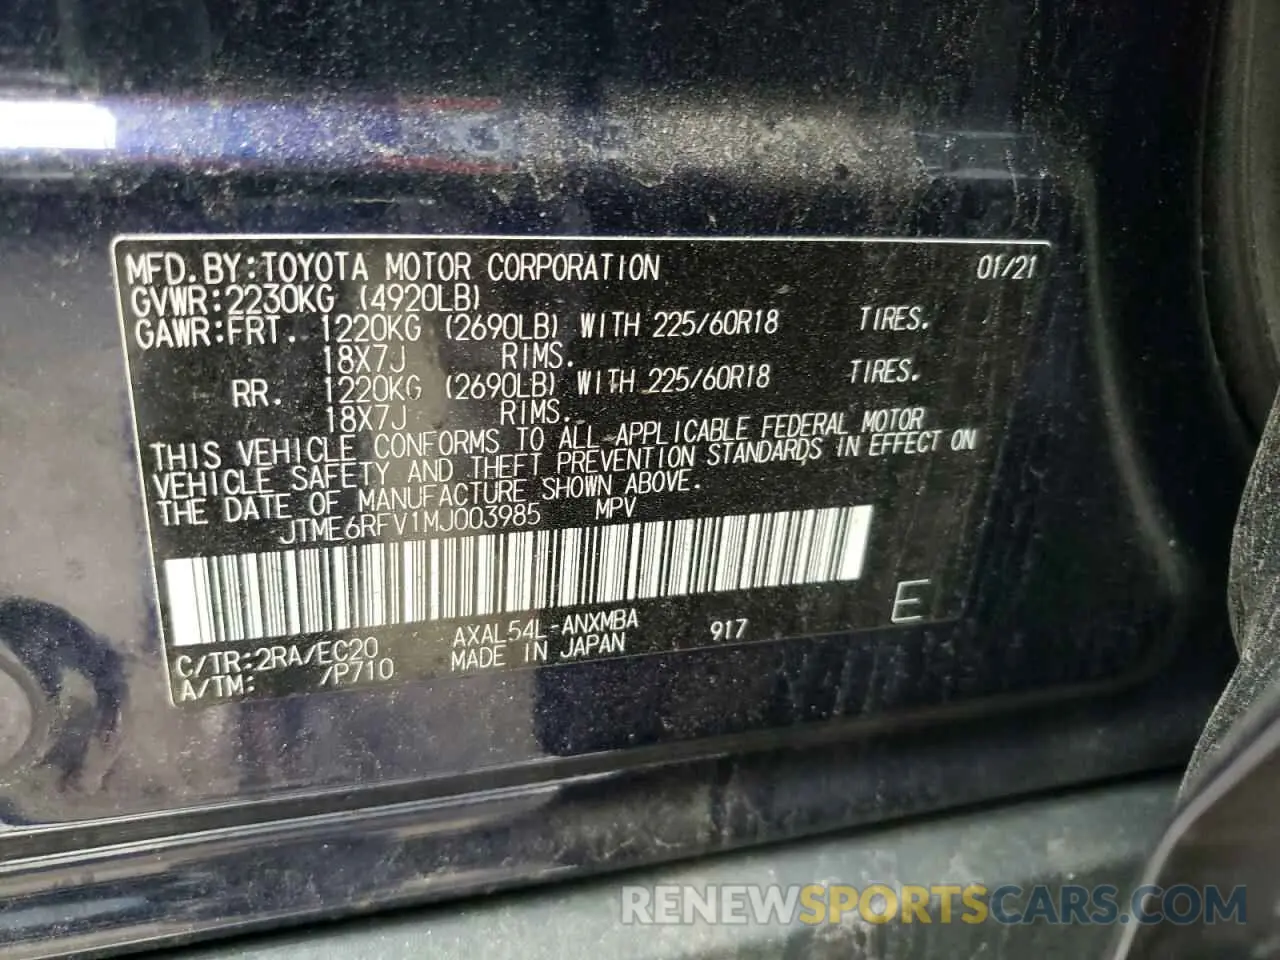 MFD.BY:TOYOTA MOTOR CORPORATION 01/21
GVWR:2230KG (4920LB)
GAWR:FRT. 1220KG (2690LB) WITH 225/60R18 TIRES.
18X7J RIMS.
RR. 1220KG (2690LB) WITH 225/60R18 TIRES.
18X7J RIMS.
THIS VEHICLE CONFORMS TO ALL APPLICABLE FEDERAL MOTOR
VEHICLE SAFETY AND THEFT PREVENTION STANDARDS IN EFFECT ON
THE DATE OF MANUFACTURE SHOWN ABOVE.
JTME6RFV1MJ003985 MPV
E
C/TR:2RA/EC20 AXAL54L-ANXMBA 917
A/TM: /P710 MADE IN JAPAN
RENEWSPORTSCARS.COM